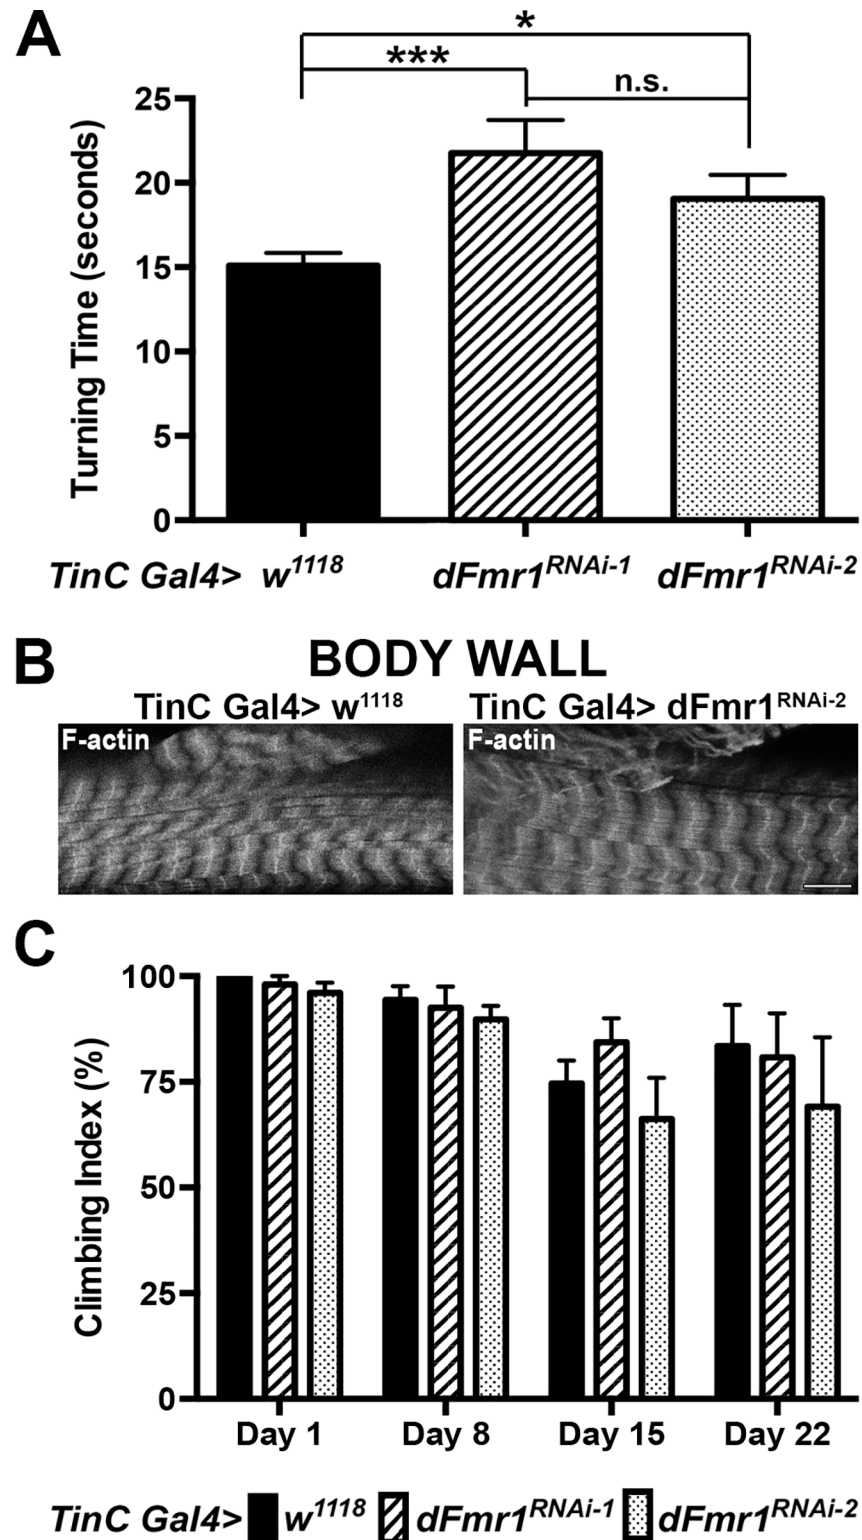 A
*
***
n.s.
Turning Time (seconds)
25
20
15
10
5
0
TinC Gal4> w1118 dFmr1RNAi-1 dFmr1RNAi-2
B
BODY WALL
TinC Gal4> w1118 TinC Gal4> dFmr1RNAi-2
F-actin F-actin
C
Climbing Index (%)
100
75
50
25
0
Day 1 Day 8 Day 15 Day 22
TinC Gal4> w1118 dFmr1RNAi-1 dFmr1RNAi-2